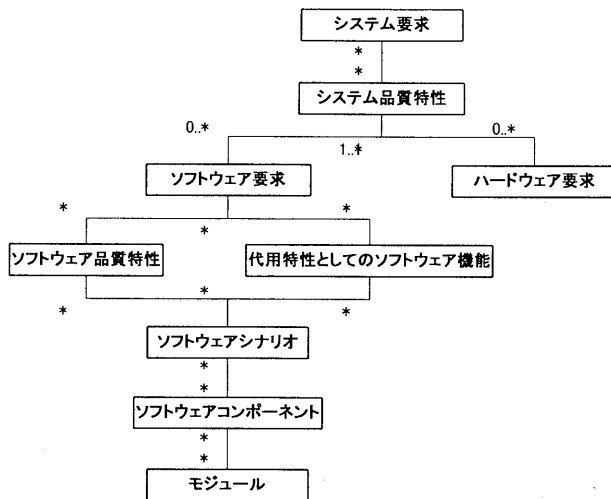 システム要求
*
*
システム品質特性
0..*
1..*
0..*
ソフトウェア要求
ハードウェア要求
*
*
*
ソフトウェア品質特性
代用特性としてのソフトウェア機能
*
*
*
ソフトウェアシナリオ
*
*
ソフトウェアコンポーネント
*
*
モジュール